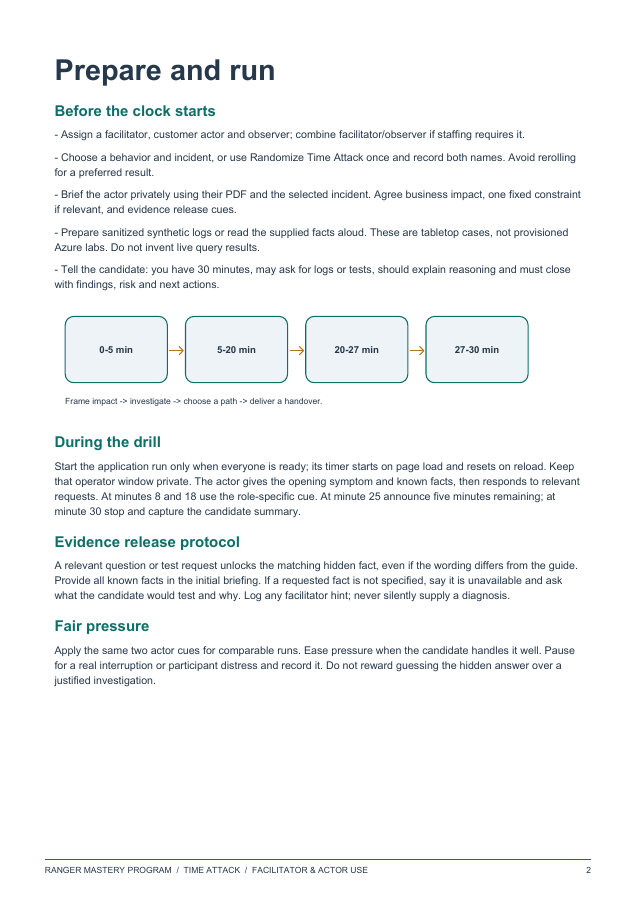 Prepare and run
Before the clock starts
- Assign a facilitator, customer actor and observer; combine facilitator/observer if staffing requires it.
- Choose a behavior and incident, or use Randomize Time Attack once and record both names. Avoid rerolling
for a preferred result.
- Brief the actor privately using their PDF and the selected incident. Agree business impact, one fixed constraint
if relevant, and evidence release cues.
- Prepare sanitized synthetic logs or read the supplied facts aloud. These are tabletop cases, not provisioned
Azure labs. Do not invent live query results.
- Tell the candidate: you have 30 minutes, may ask for logs or tests, should explain reasoning and must close
with findings, risk and next actions.
0-5 min
5-20 min
20-27 min
27-30 min
Frame impact -> investigate -> choose a path -> deliver a handover.
During the drill
Start the application run only when everyone is ready; its timer starts on page load and resets on reload. Keep
that operator window private. The actor gives the opening symptom and known facts, then responds to relevant
requests. At minutes 8 and 18 use the role-specific cue. At minute 25 announce five minutes remaining; at
minute 30 stop and capture the candidate summary.
Evidence release protocol
A relevant question or test request unlocks the matching hidden fact, even if the wording differs from the guide.
Provide all known facts in the initial briefing. If a requested fact is not specified, say it is unavailable and ask
what the candidate would test and why. Log any facilitator hint; never silently supply a diagnosis.
Fair pressure
Apply the same two actor cues for comparable runs. Ease pressure when the candidate handles it well. Pause
for a real interruption or participant distress and record it. Do not reward guessing the hidden answer over a
justified investigation.
RANGER MASTERY PROGRAM / TIME ATTACK / FACILITATOR & ACTOR USE
2